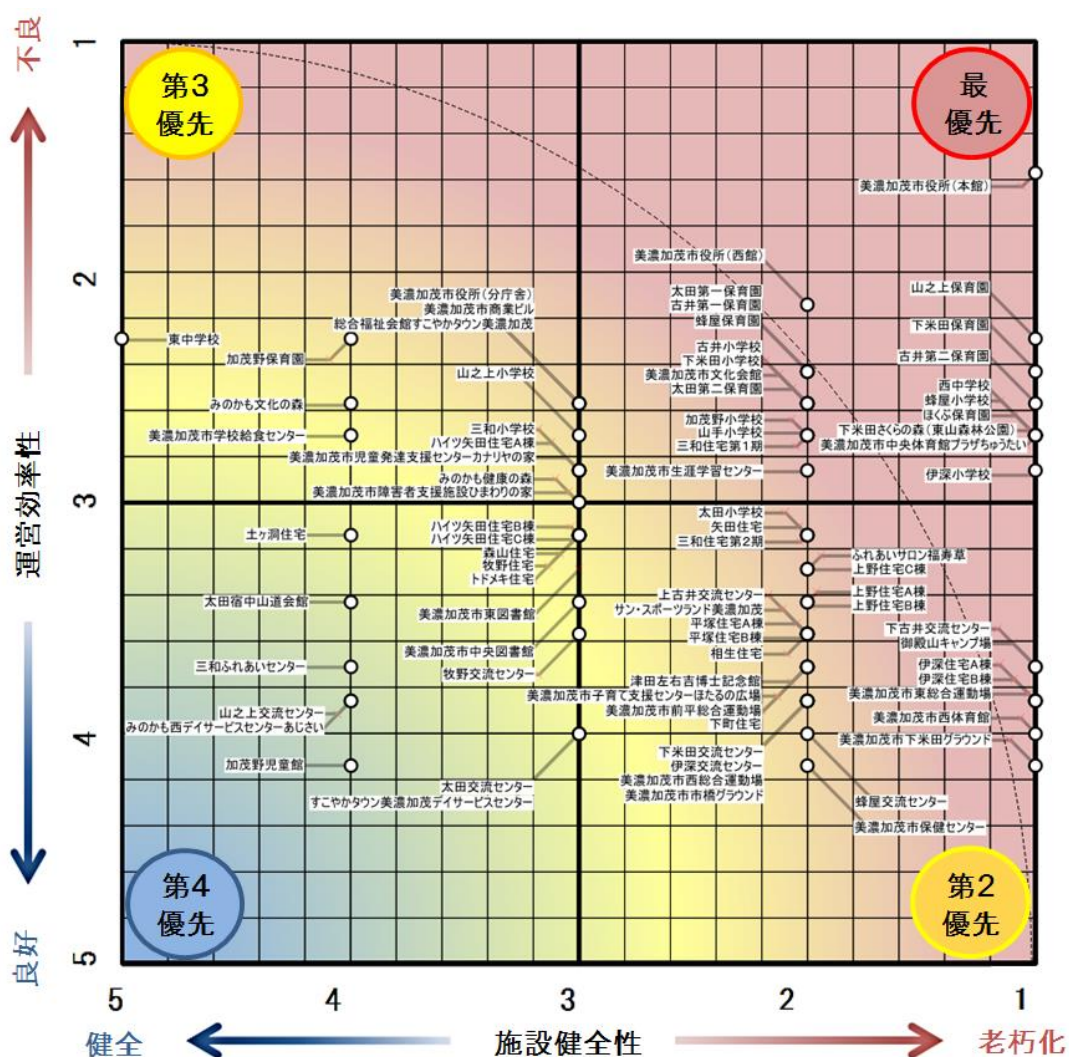 不良
運営効率性
良好
1
2
3
4
5
第3
優先
最
優先
美濃加茂市役所(本館)
美濃加茂市役所(西館)
山之上保育園
美濃加茂市役所(分庁舎)
美濃加茂市商業ビル
総合福祉会館すこやかタウン美濃加茂
太田第一保育園
古井第一保育園
蜂屋保育園
下米田保育園
東中学校
加茂野保育園
山之上小学校
古井小学校
下米田小学校
美濃加茂市文化会館
太田第二保育園
古井第二保育園
みのかも文化の森
美濃加茂市学校給食センター
西中学校
蜂屋小学校
ほくぶ保育園
下米田さくらの森(東山森林公園)
美濃加茂市中央体育館プラザちゅうたい
三和小学校
ハイツ矢田住宅A棟
美濃加茂市児童発達支援センターカナリヤの家
加茂野小学校
山手小学校
三和住宅第1期
みのかも健康の森
美濃加茂市障害者支援施設ひまわりの家
美濃加茂市生涯学習センター
伊深小学校
土ヶ洞住宅
ハイツ矢田住宅B棟
ハイツ矢田住宅C棟
森山住宅
牧野住宅
トドメキ住宅
太田小学校
矢田住宅
三和住宅第2期
ふれあいサロン福寿草
上野住宅C棟
太田宿中山道会館
美濃加茂市東図書館
上古井交流センター
サン・スポーツランド美濃加茂
平塚住宅A棟
平塚住宅B棟
相生住宅
上野住宅A棟
上野住宅B棟
下古井交流センター
御殿山キャンプ場
三和ふれあいセンター
美濃加茂市中央図書館
牧野交流センター
津田左右吉博士記念館
美濃加茂市子育て支援センターほたるの広場
美濃加茂市前平総合運動場
下町住宅
伊深住宅A棟
伊深住宅B棟
美濃加茂市東総合運動場
美濃加茂市西体育館
美濃加茂市下米田グラウンド
山之上交流センター
みのかも西デイサービスセンターあじさい
加茂野児童館
太田交流センター
すこやかタウン美濃加茂デイサービスセンター
下米田交流センター
伊深交流センター
美濃加茂市西総合運動場
美濃加茂市市橋グラウンド
蜂屋交流センター
美濃加茂市保健センター
第4
優先
第2
優先
5
4
3
2
1
健全
施設健全性
老朽化